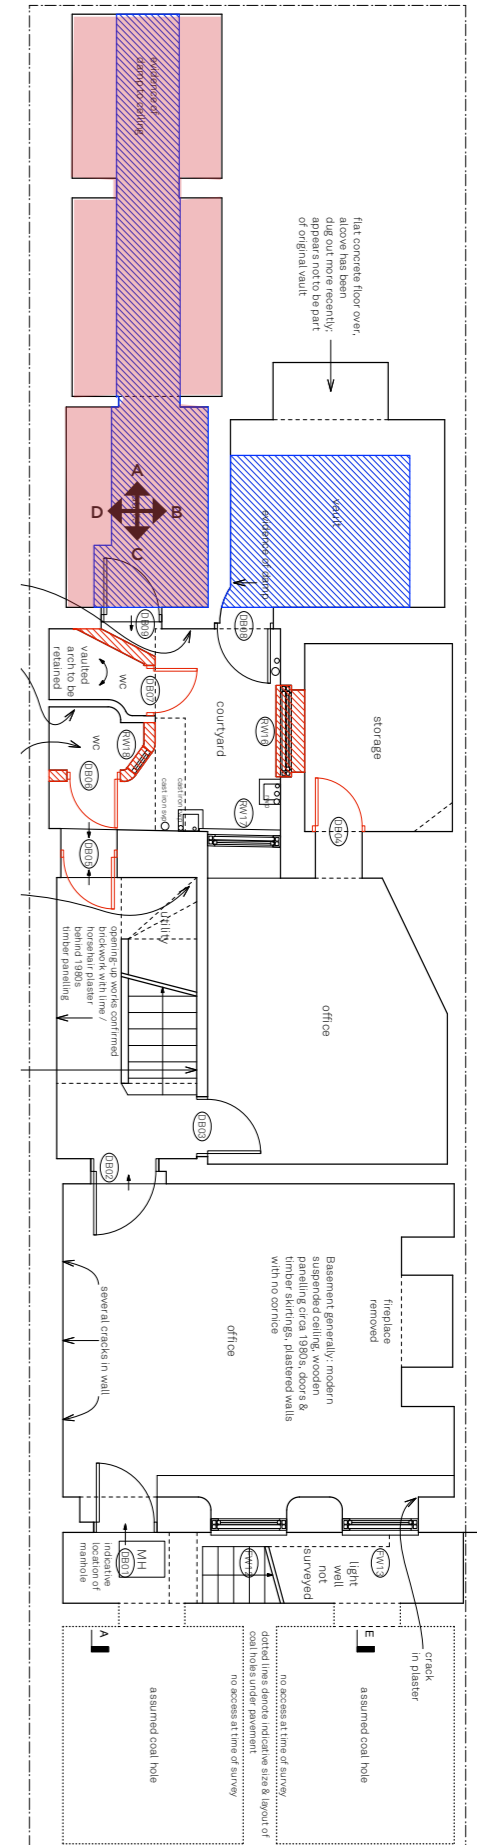 evidence of
damp to ceiling
flat concrete floor over,
alcove has been
dug out more recently;
appears not to be part
of original vault
A
D
B
C
vault
evidence of damp
DB09
DB08
vaulted
arch to be
retained
WC
DB07
courtyard
RW16
storage
WC
RW18
DB06
cast iron svp
cast iron
RW17
DB04
DB05
utility
opening-up works confirmed
brickwork with lime /
horsehair plaster
behind 1980s
timber panelling
office
DB03
DB02
Basement generally: modern
suspended ceiling, wooden
panelling circa 1980s, doors &
timber skirtings, plastered walls
with no cornice
fireplace
removed
several cracks in wall
office
MH
DB01
indicative
location of
manhole
light
well
not
surveyed
FW12
FW13
crack
in plaster
A
E
assumed coal hole
no access at time of survey
dotted lines denote indicative size & layout of
coal holes under pavement
no access at time of survey
assumed coal hole